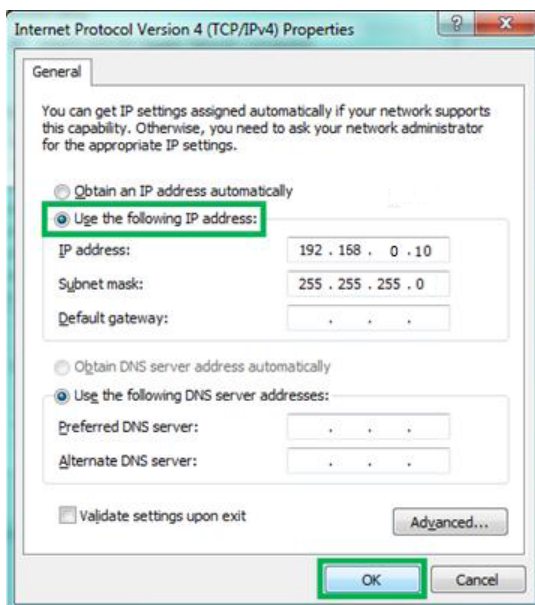 Internet Protocol Version 4 (TCP/IPv4) Properties
General
You can get IP settings assigned automatically if your network supports
this capability. Otherwise, you need to ask your network administrator
for the appropriate IP settings.
Obtain an IP address automatically
Use the following IP address:
IP address: 192 . 168 . 0 . 10
Subnet mask: 255 . 255 . 255 . 0
Default gateway: . . .
Obtain DNS server address automatically
Use the following DNS server addresses:
Preferred DNS server: . . .
Alternate DNS server: . . .
Validate settings upon exit
Advanced...
OK Cancel